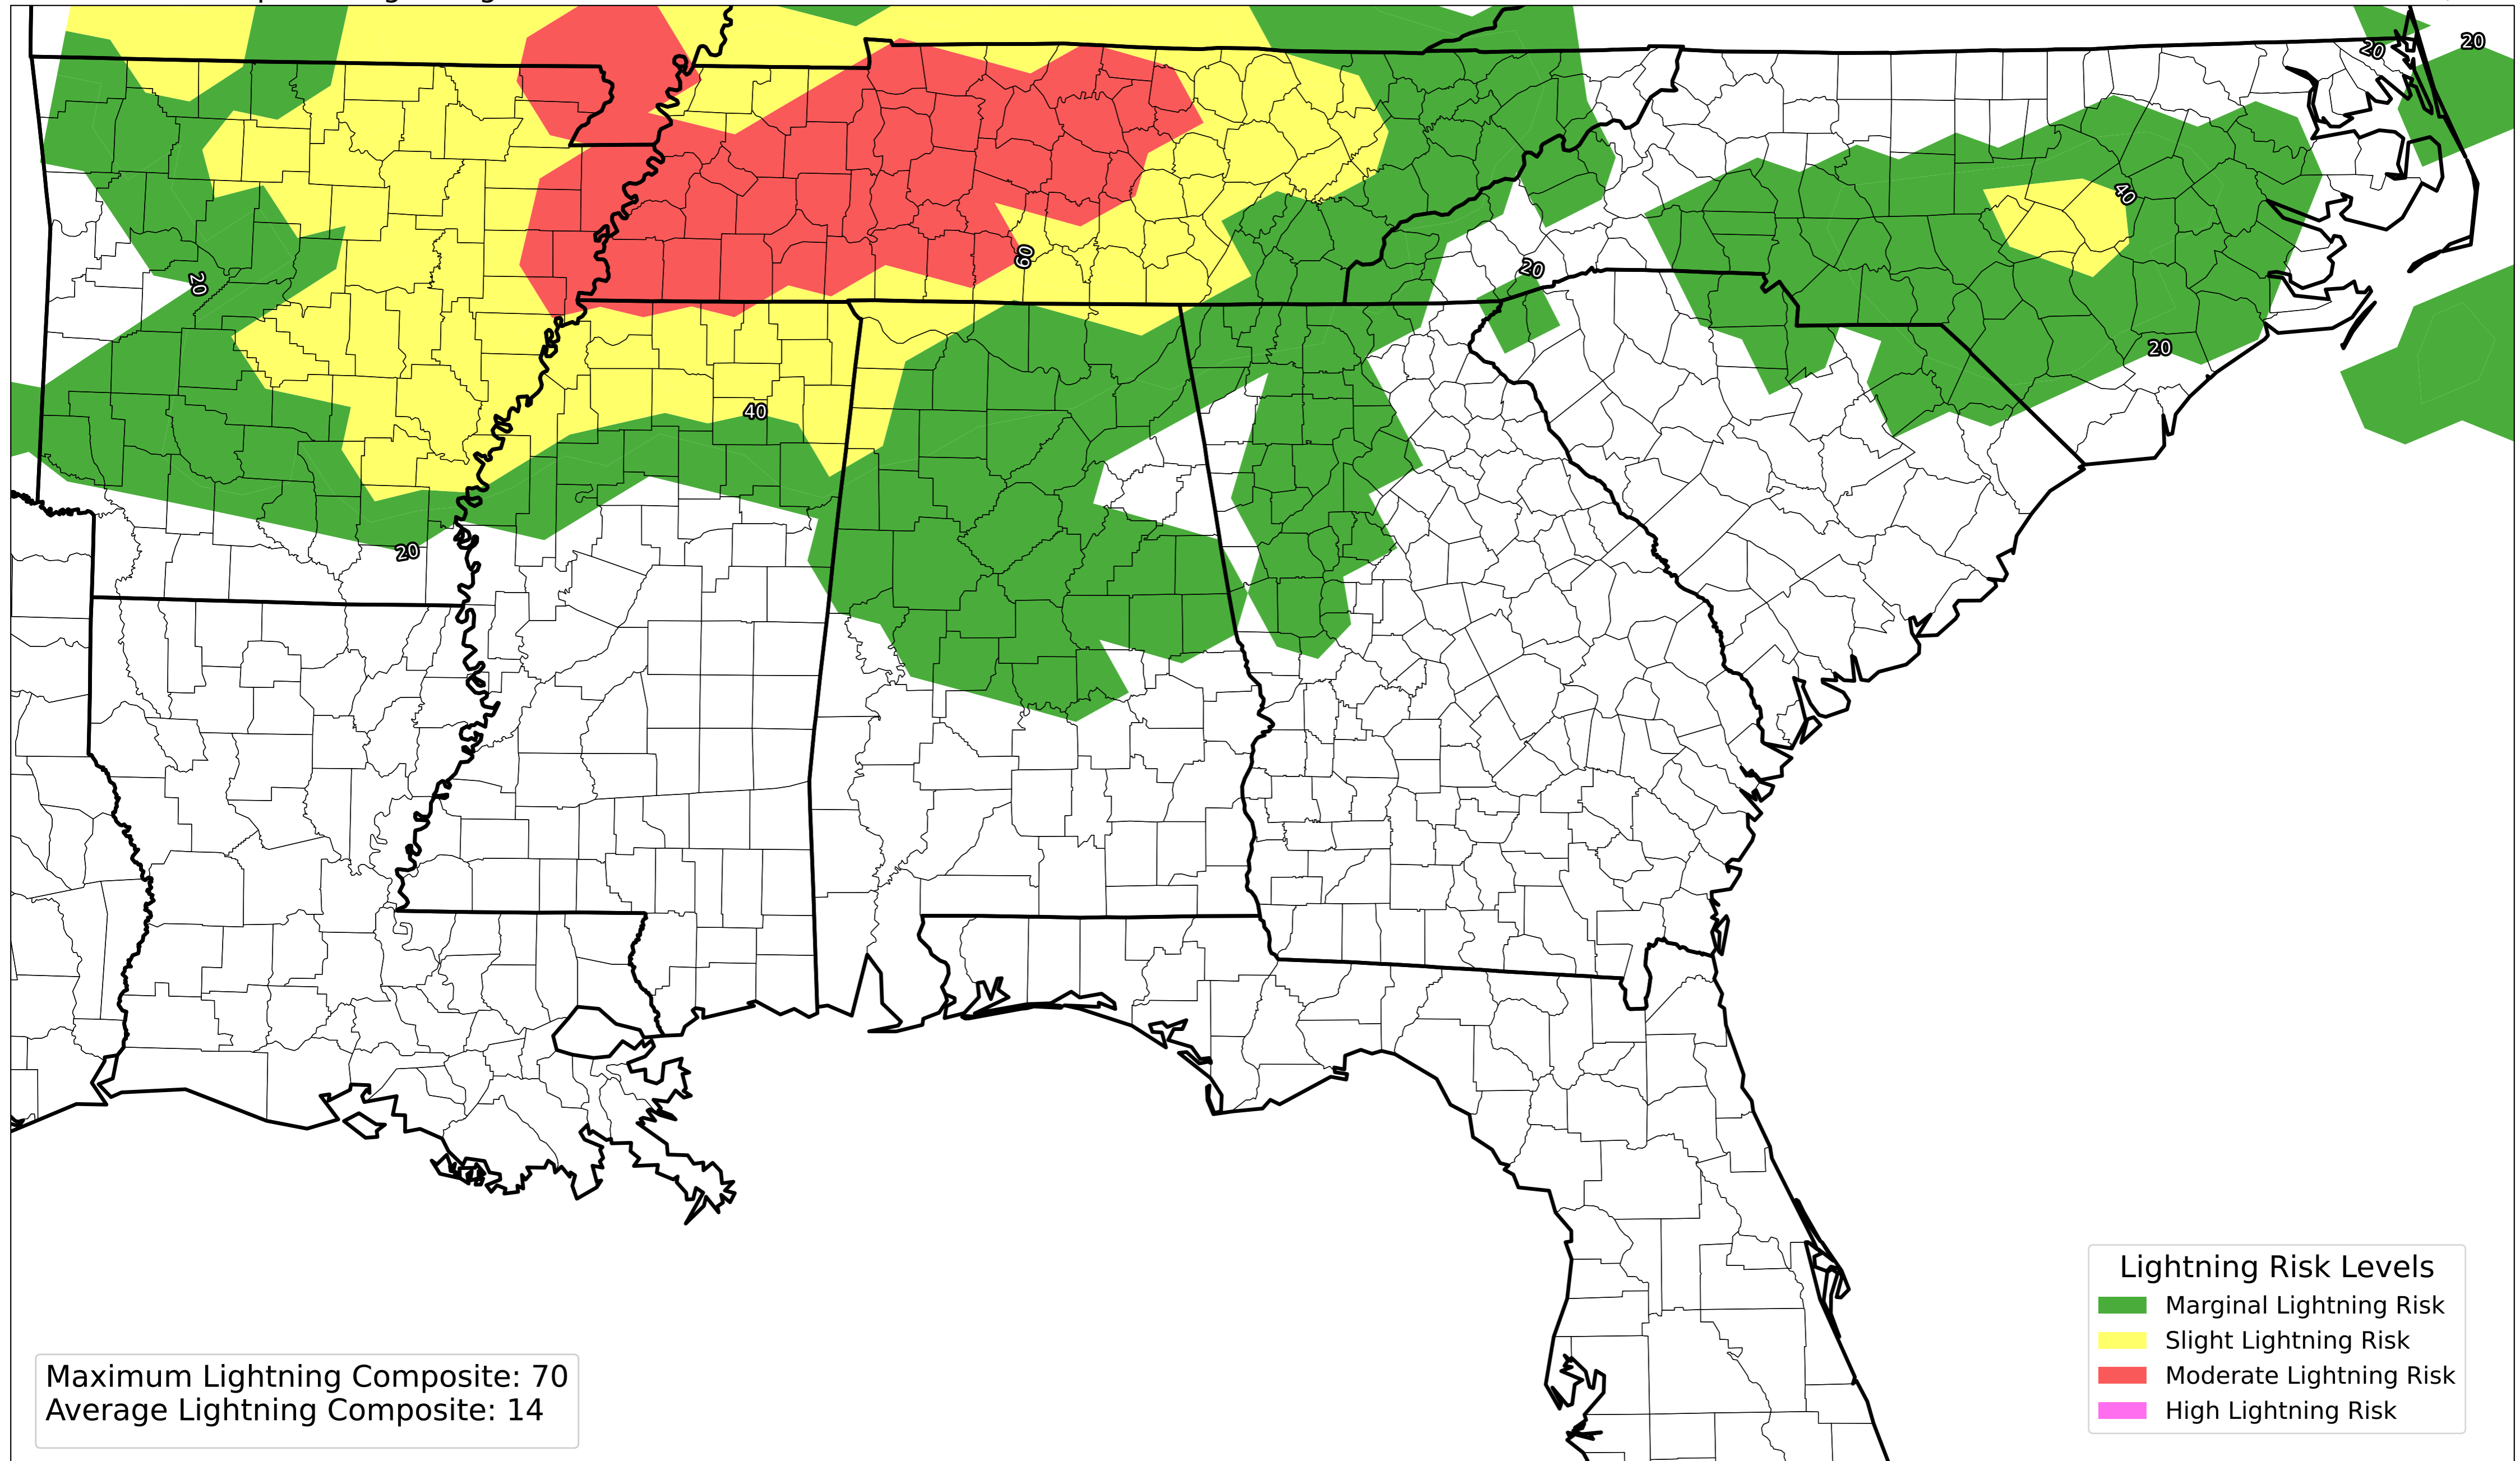 20
20
40
20
20
60
20
40
20
Lightning Risk Levels
Marginal Lightning Risk
Slight Lightning Risk
Moderate Lightning Risk
High Lightning Risk
Maximum Lightning Composite: 70
Average Lightning Composite: 14